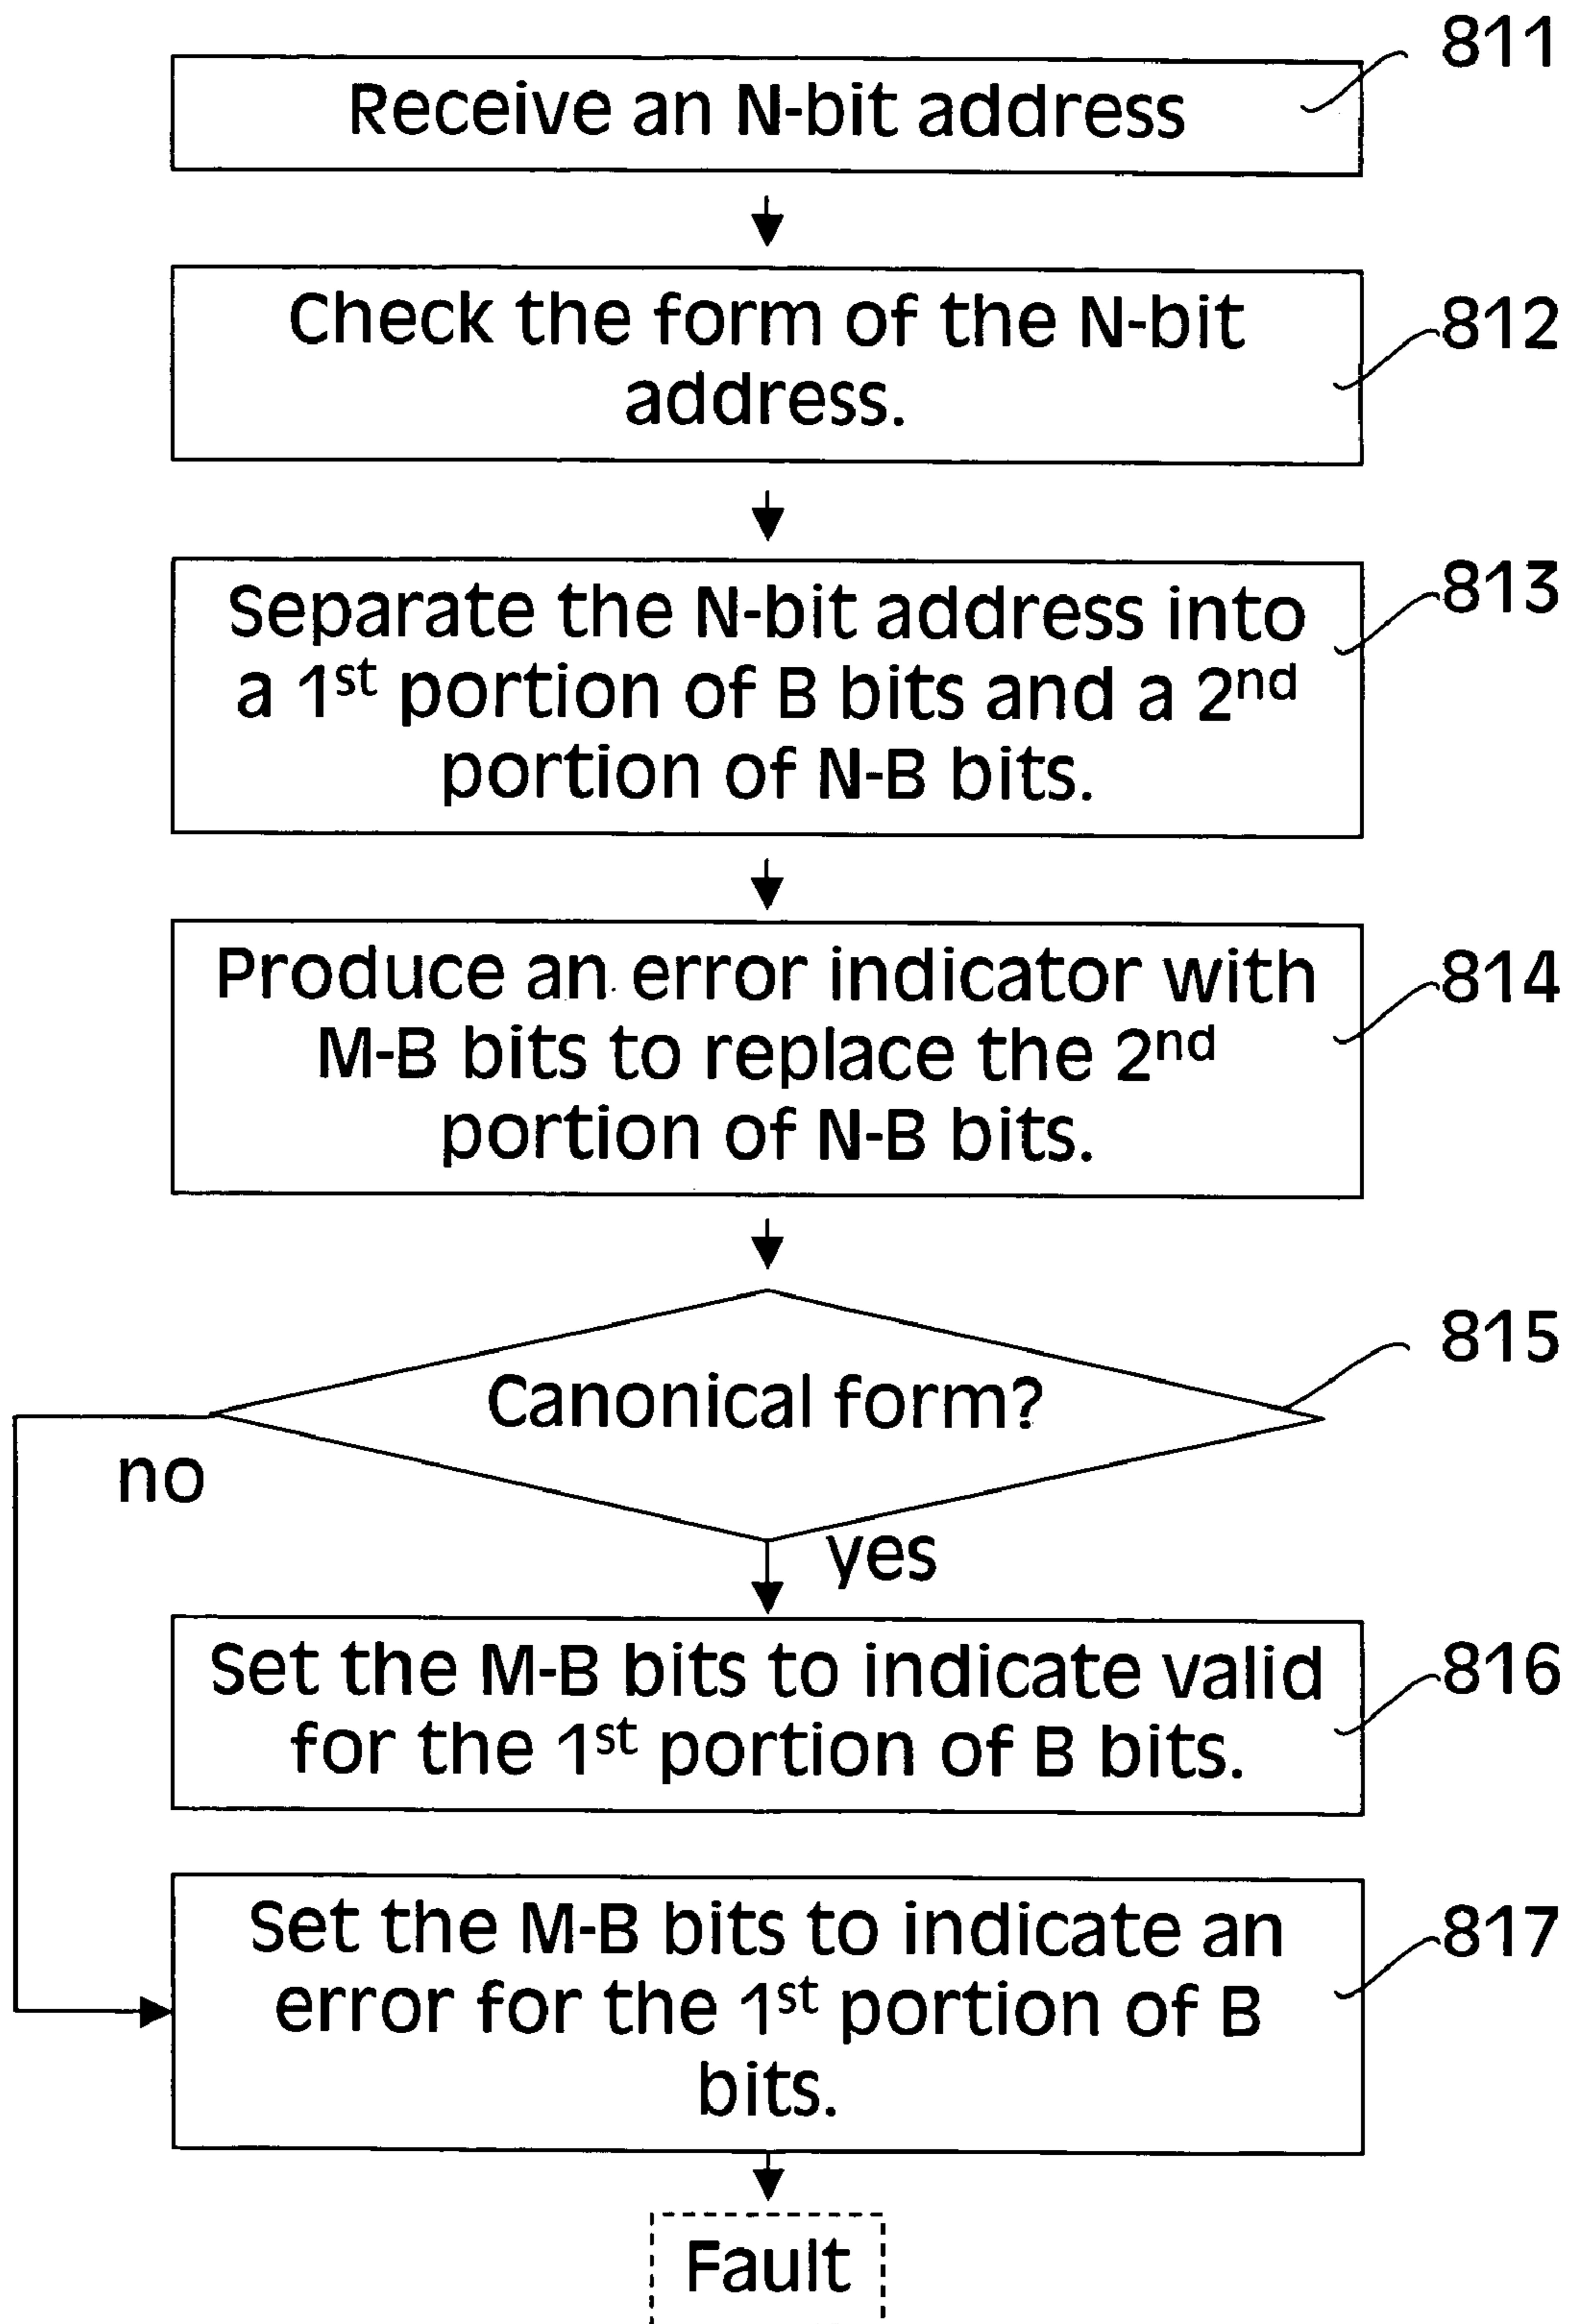 811
Receive an N-bit address
Check the form of the N-bit
address.
812
813
Separate the N-bit address into
a 1st portion of B bits and a 2nd
portion of N-B bits.
814
Produce an error indicator with
M-B bits to replace the 2nd
portion of N-B bits.
815
Canonical form?
no
yes
Set the M-B bits to indicate valid
for the 1st portion of B bits.
816
Set the M-B bits to indicate an
error for the 1st portion of B
bits.
817
Fault